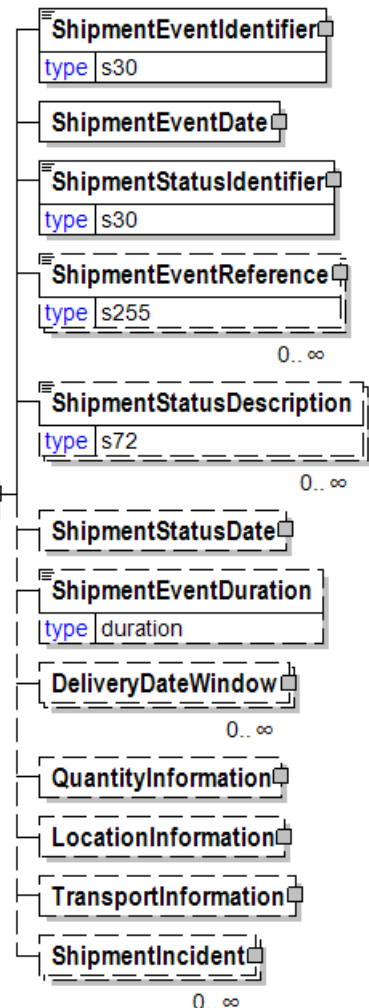 ShipmentEventIdentifier
type s30
ShipmentEventDate
ShipmentStatusIdentifier
type s30
ShipmentEventReference
type s255
0.. ∞
ShipmentStatusDescription
type s72
0.. ∞
ShipmentStatusDate
ShipmentEventDuration
type duration
DeliveryDateWindow
0.. ∞
QuantityInformation
LocationInformation
TransportInformation
ShipmentIncident
0.. ∞